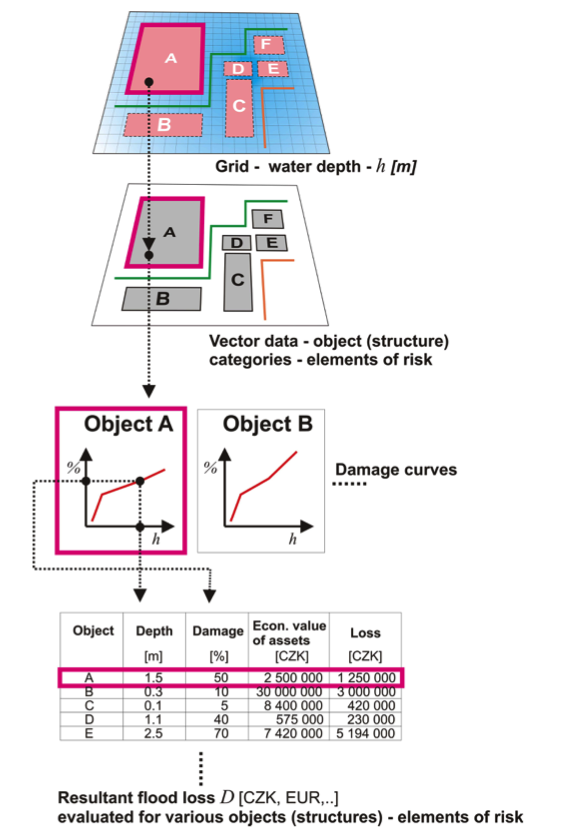 A
F
D
E
C
B
Grid - water depth - h [m]
A
F
D
E
C
B
Vector data - object (structure)
categories - elements of risk
Object A
%
h
Object B
%
h
Damage curves
Object Depth Damage Econ. value of assets Loss
[m] [%] [CZK] [CZK]
A 1.5 50 2 500 000 1 250 000
B 0.3 10 30 000 000 3 000 000
C 0.1 5 8 400 000 420 000
D 1.1 40 575 000 230 000
E 2.5 70 7 420 000 5 194 000
Resultant flood loss D [CZK, EUR,..]
evaluated for various objects (structures) - elements of risk